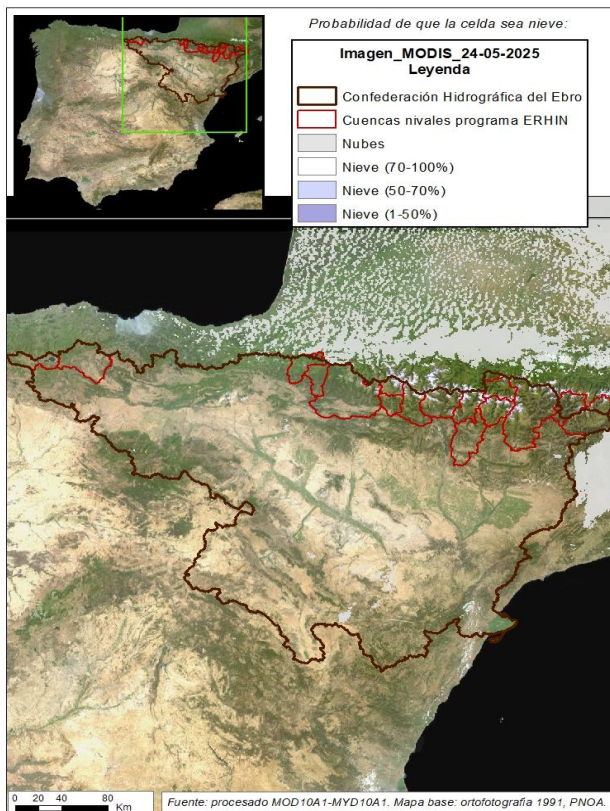 Probabilidad de que la celda sea nieve:
Imagen_MODIS_24-05-2025
Leyenda
Confederación Hidrográfica del Ebro
Cuencas nivales programa ERHIN
Nubes
Nieve (70-100%)
Nieve (50-70%)
Nieve (1-50%)
0 20 40 80
Km
Fuente: procesado MOD10A1-MYD10A1. Mapa base: ortofotografia 1991, PNOA.